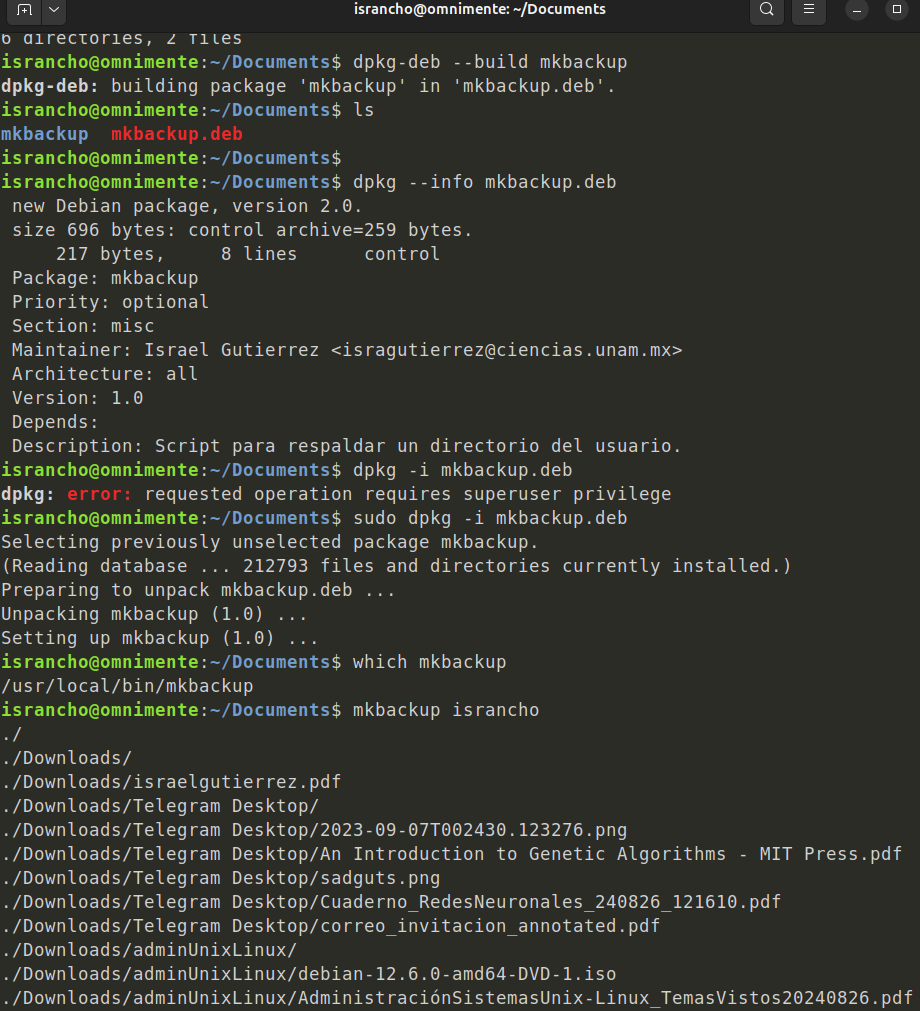 israncho@omnimente: ~/Documents
6 directories, 2 files
israncho@omnimente:~/Documents$ dpkg-deb --build mkbackup
dpkg-deb: building package 'mkbackup' in 'mkbackup.deb'.
israncho@omnimente:~/Documents$ ls
mkbackup  mkbackup.deb
israncho@omnimente:~/Documents$
israncho@omnimente:~/Documents$ dpkg --info mkbackup.deb
 new Debian package, version 2.0.
 size 696 bytes: control archive=259 bytes.
     217 bytes,     8 lines      control
 Package: mkbackup
 Priority: optional
 Section: misc
 Maintainer: Israel Gutierrez <isragutierrez@ciencias.unam.mx>
 Architecture: all
 Version: 1.0
 Depends:
 Description: Script para respaldar un directorio del usuario.
israncho@omnimente:~/Documents$ dpkg -i mkbackup.deb
dpkg: error: requested operation requires superuser privilege
israncho@omnimente:~/Documents$ sudo dpkg -i mkbackup.deb
Selecting previously unselected package mkbackup.
(Reading database ... 212793 files and directories currently installed.)
Preparing to unpack mkbackup.deb ...
Unpacking mkbackup (1.0) ...
Setting up mkbackup (1.0) ...
israncho@omnimente:~/Documents$ which mkbackup
/usr/local/bin/mkbackup
israncho@omnimente:~/Documents$ mkbackup israncho
./
./Downloads/
./Downloads/israelgutierrez.pdf
./Downloads/Telegram Desktop/
./Downloads/Telegram Desktop/2023-09-07T002430.123276.png
./Downloads/Telegram Desktop/An Introduction to Genetic Algorithms - MIT Press.pdf
./Downloads/Telegram Desktop/sadguts.png
./Downloads/Telegram Desktop/Cuaderno_RedesNeuronales_240826_121610.pdf
./Downloads/Telegram Desktop/correo_invitacion_annotated.pdf
./Downloads/adminUnixLinux/
./Downloads/adminUnixLinux/debian-12.6.0-amd64-DVD-1.iso
./Downloads/adminUnixLinux/AdministraciónSistemasUnix-Linux_TemasVistos20240826.pdf